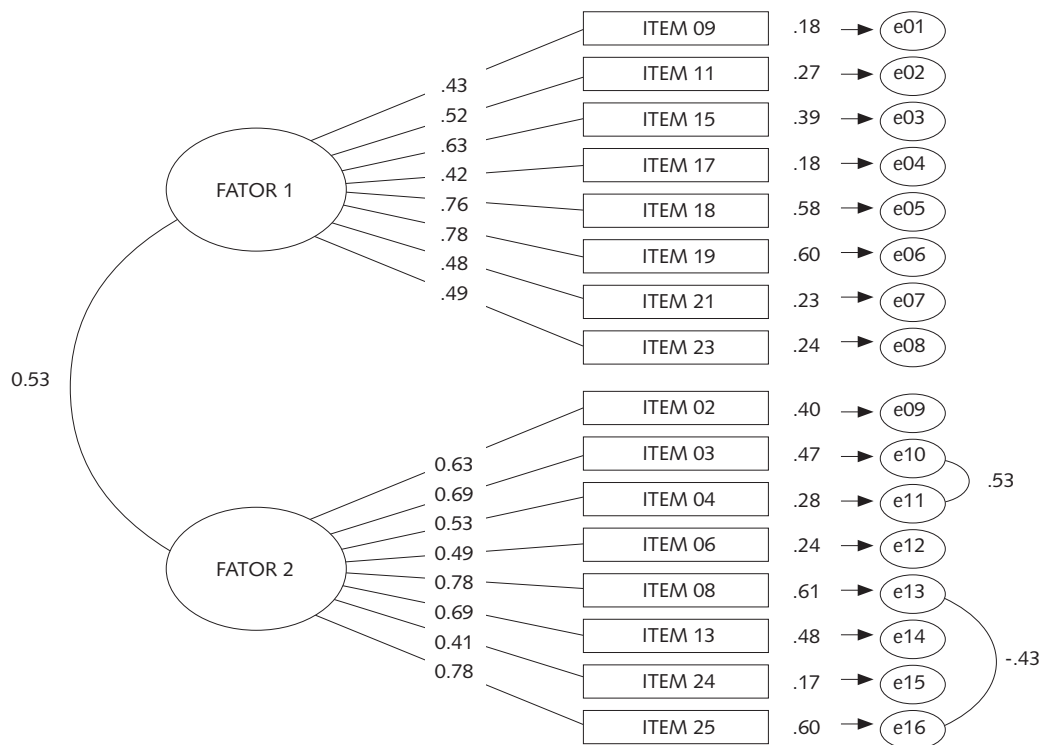 ITEM 09 .18 e01
.43
ITEM 11 .27 e02
.52
ITEM 15 .39 e03
.63
ITEM 17 .18 e04
.42
FATOR 1
.76
ITEM 18 .58 e05
.78
ITEM 19 .60 e06
.48
ITEM 21 .23 e07
.49
ITEM 23 .24 e08
0.53
ITEM 02 .40 e09
0.63
ITEM 03 .47 e10
0.69
.53
ITEM 04 .28 e11
0.53
ITEM 06 .24 e12
0.49
FATOR 2
0.78
ITEM 08 .61 e13
0.69
ITEM 13 .48 e14
0.41
-.43
0.78
ITEM 24 .17 e15
ITEM 25 .60 e16